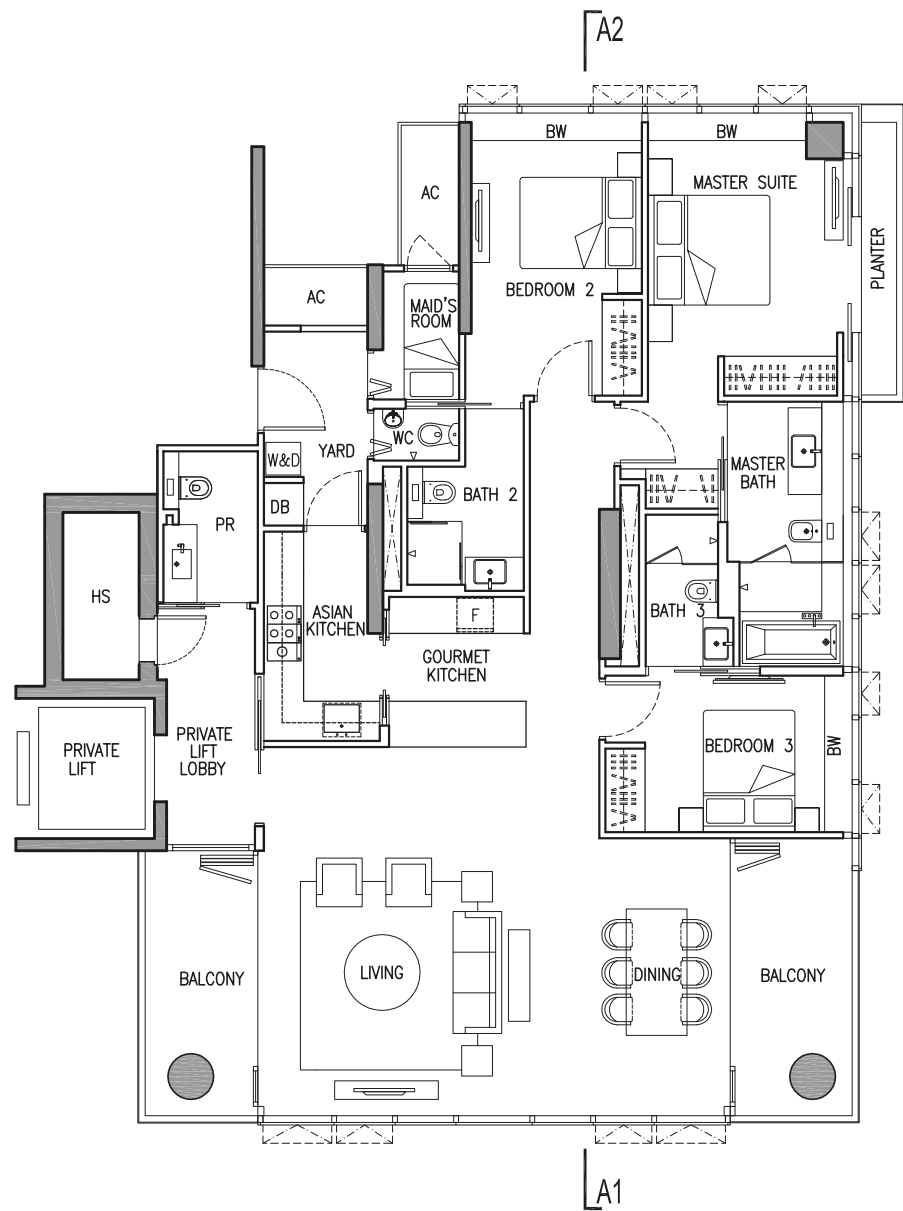 A2
BW
BW
AC
MASTER SUITE
PLANTER
AC
MAID'S
ROOM
BEDROOM 2
WC
YARD
W&D
DB
PR
BATH 2
MASTER
BATH
HS
ASIAN
KITCHEN
F
BATH 3
GOURMET
KITCHEN
PRIVATE
LIFT
PRIVATE
LIFT
LOBBY
BEDROOM 3
BW
BALCONY
LIVING
DINING
BALCONY
A1